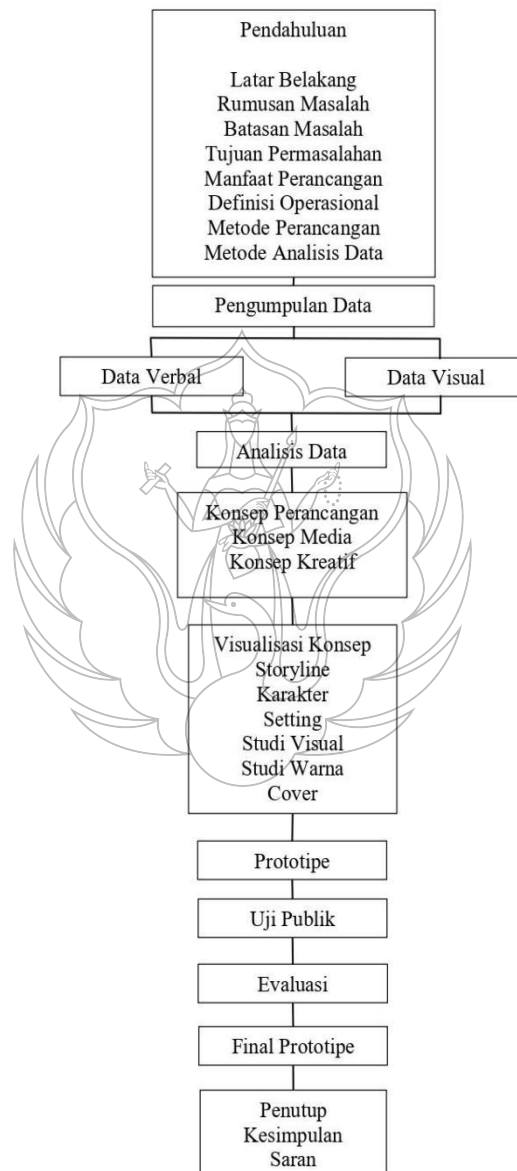 Pendahuluan
Latar Belakang
Rumusan Masalah
Batasan Masalah
Tujuan Permasalahan
Manfaat Perancangan
Definisi Operasional
Metode Perancangan
Metode Analisis Data
Pengumpulan Data
Data Verbal
Data Visual
Analisis Data
Konsep Perancangan
Konsep Media
Konsep Kreatif
Visualisasi Konsep
Storyline
Karakter
Setting
Studi Visual
Studi Warna
Cover
Prototipe
Uji Publik
Evaluasi
Final Prototipe
Penutup
Kesimpulan
Saran